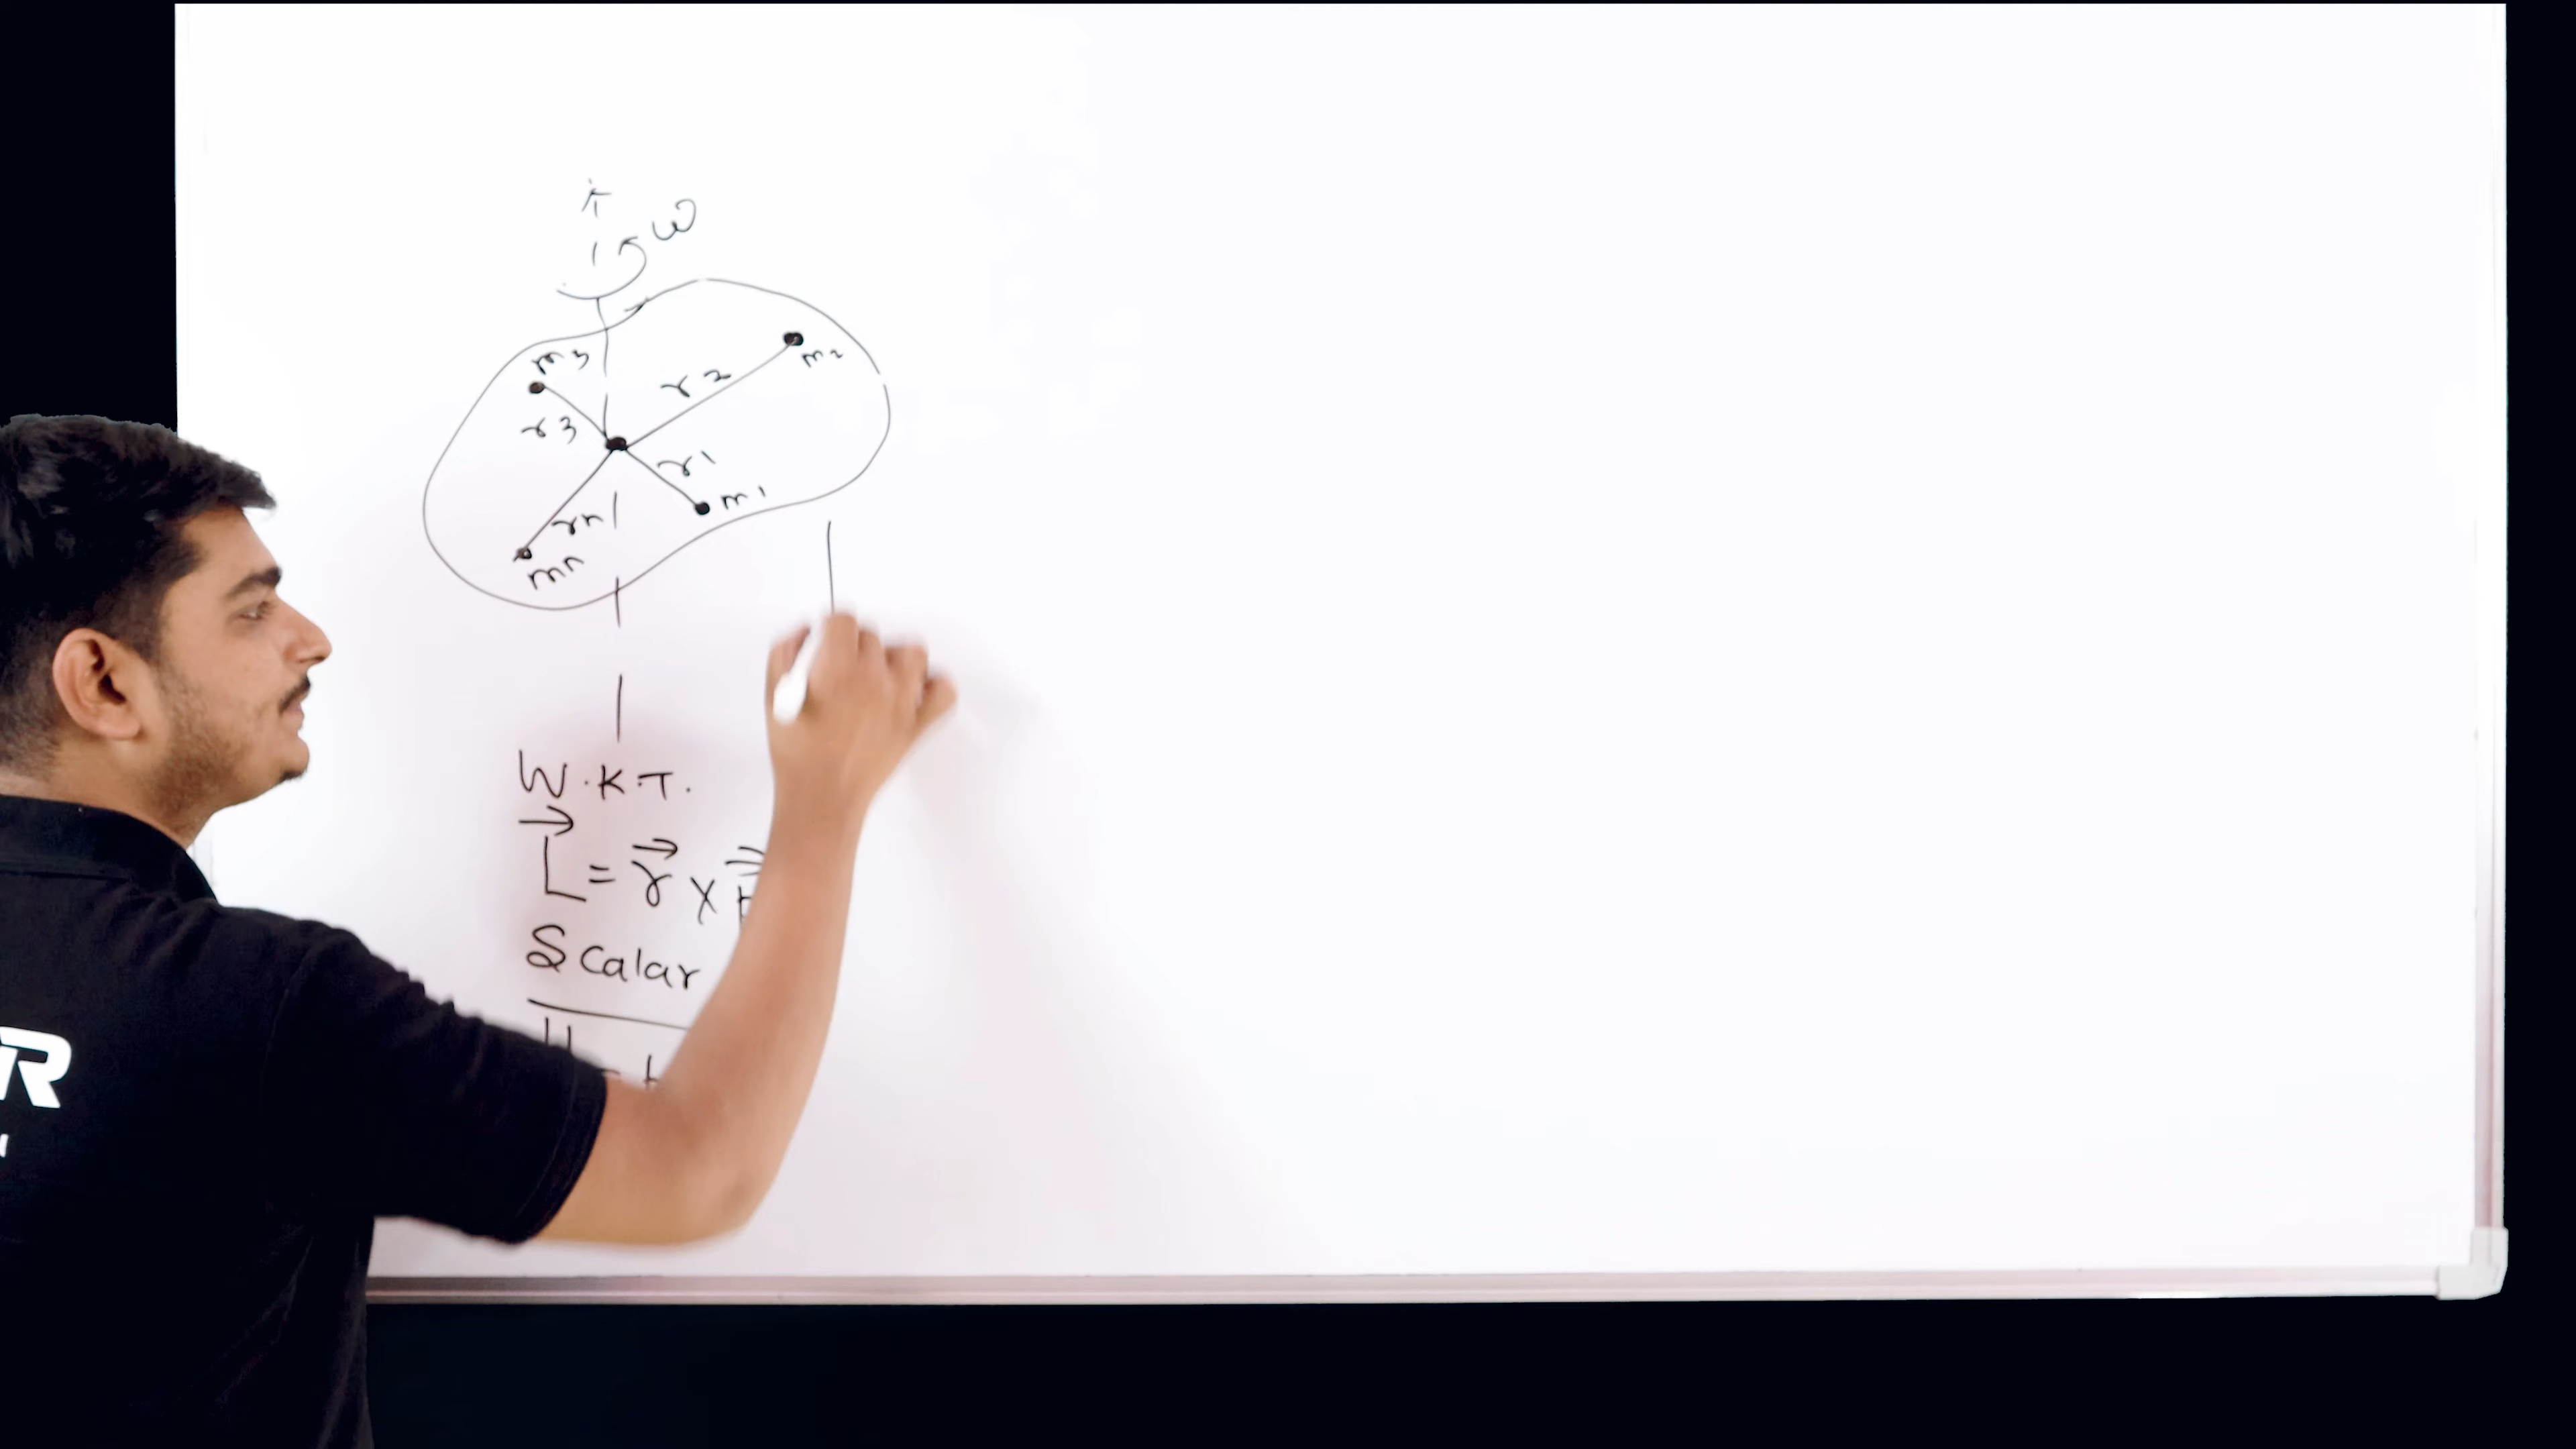 ω
m3
m2
r2
r3
r1
m1
rn
mn
W.K.T.
L = r x
Scalar
R